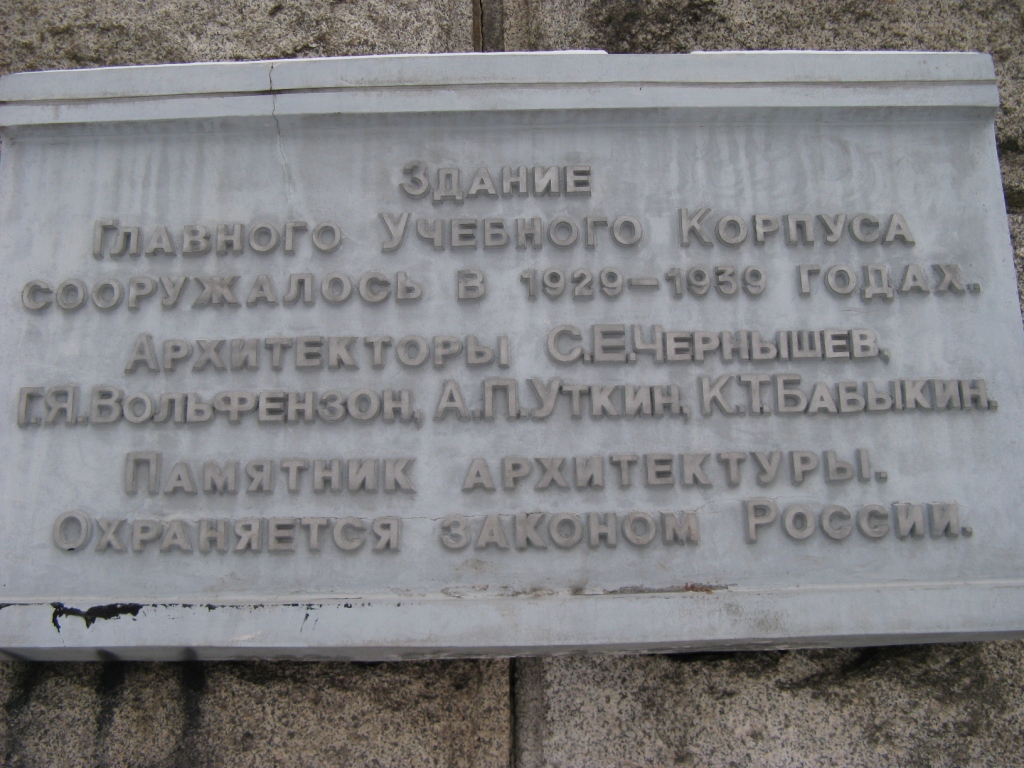 Здание
Главного Учебного Корпуса
сооружалось в 1929–1939 годах.
Архитекторы С.Е.Чернышев,
Г.Я.Вольфензон, А.П.Уткин, К.Т.Бабыкин.
Памятник архитектуры.
Охраняется законом России.